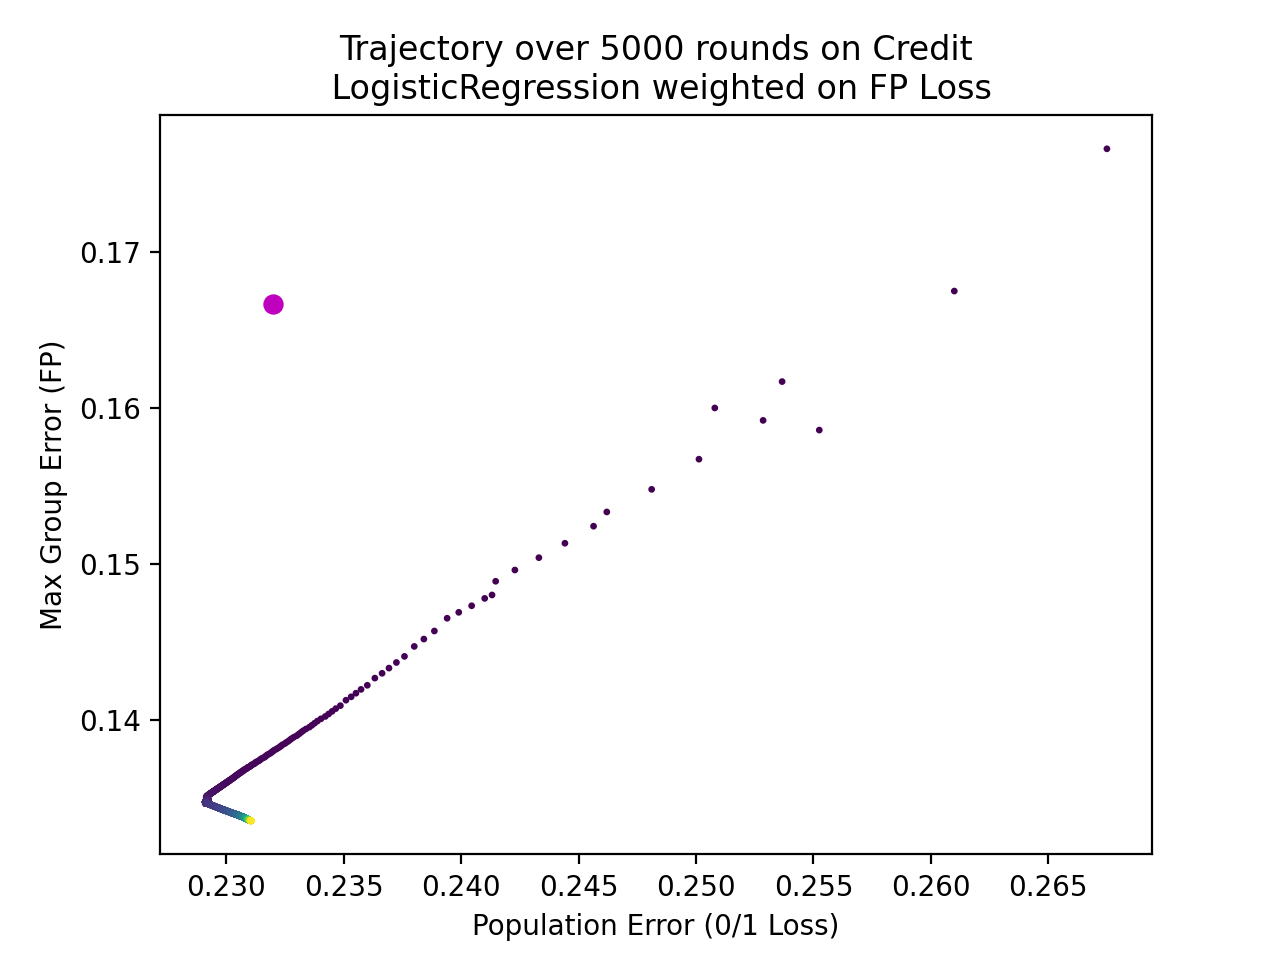 Trajectory over 5000 rounds on Credit
LogisticRegression weighted on FP Loss
Max Group Error (FP)
0.17
0.16
0.15
0.14
0.230 0.235 0.240 0.245 0.250 0.255 0.260 0.265
Population Error (0/1 Loss)